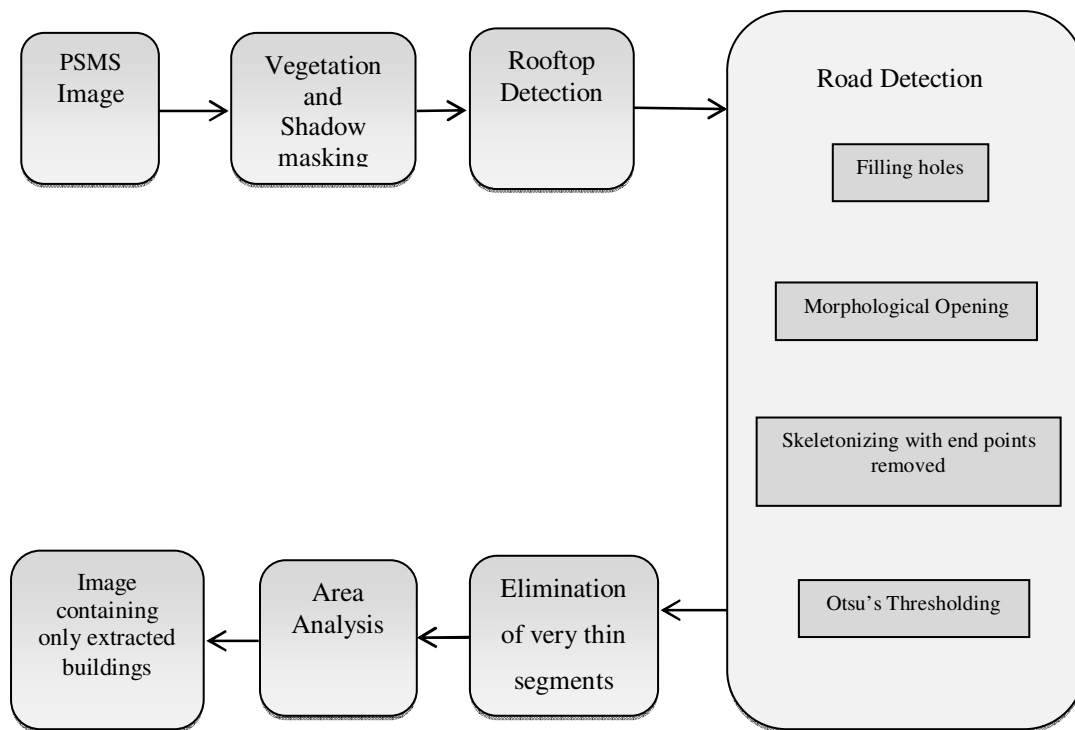 PSMS
Image
Vegetation
and
Shadow
masking
Rooftop
Detection
Road Detection
Filling holes
Morphological Opening
Skeletonizing with end points
removed
Otsu's Thresholding
Elimination
of very thin
segments
Area
Analysis
Image
containing
only extracted
buildings